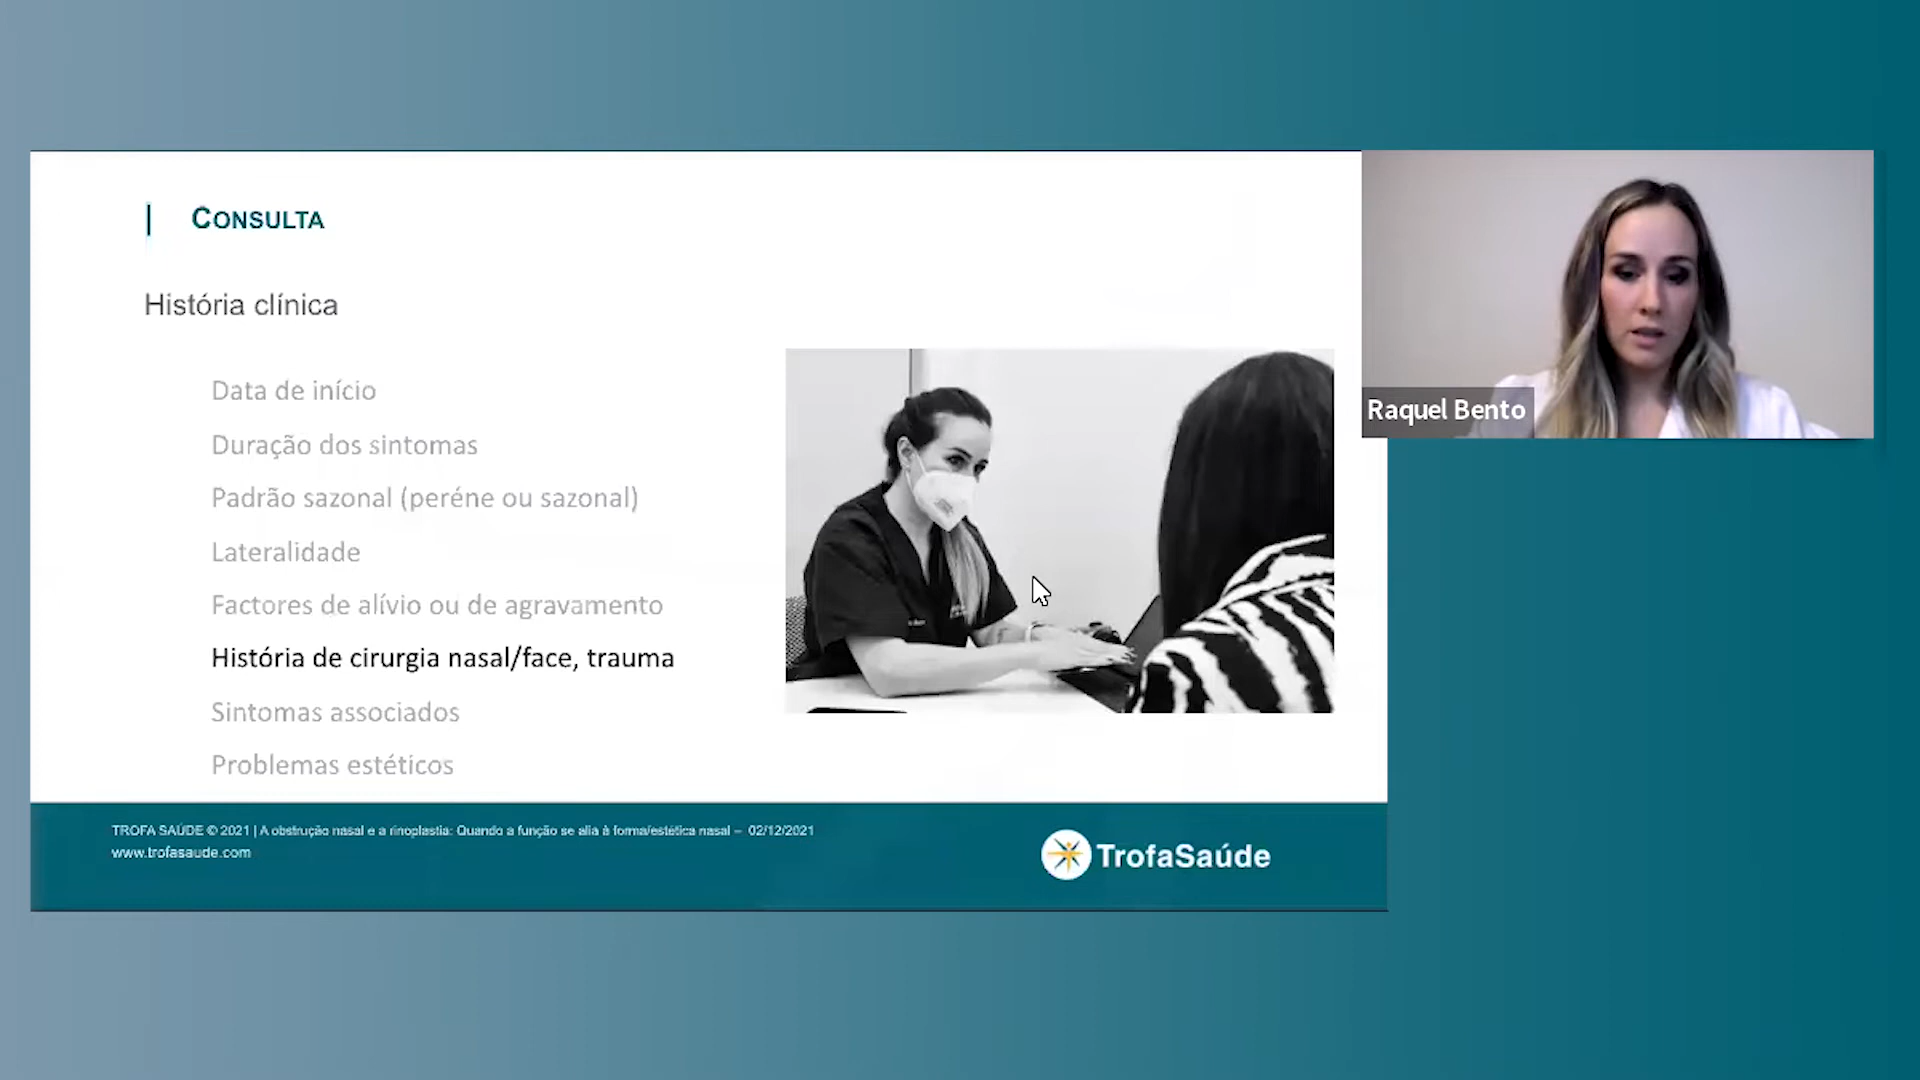 CONSULTA
História clínica
Data de início
Duração dos sintomas
Padrão sazonal (peréne ou sazonal)
Lateralidade
Factores de alívio ou de agravamento
História de cirurgia nasal/face, trauma
Sintomas associados
Problemas estéticos
TROFA SAÚDE © 2021 | A obstrução nasal e a rinoplastia: Quando a função se alia à forma/estética nasal – 02/12/2021
www.trofasaude.com
TrofaSaúde
Raquel Bento